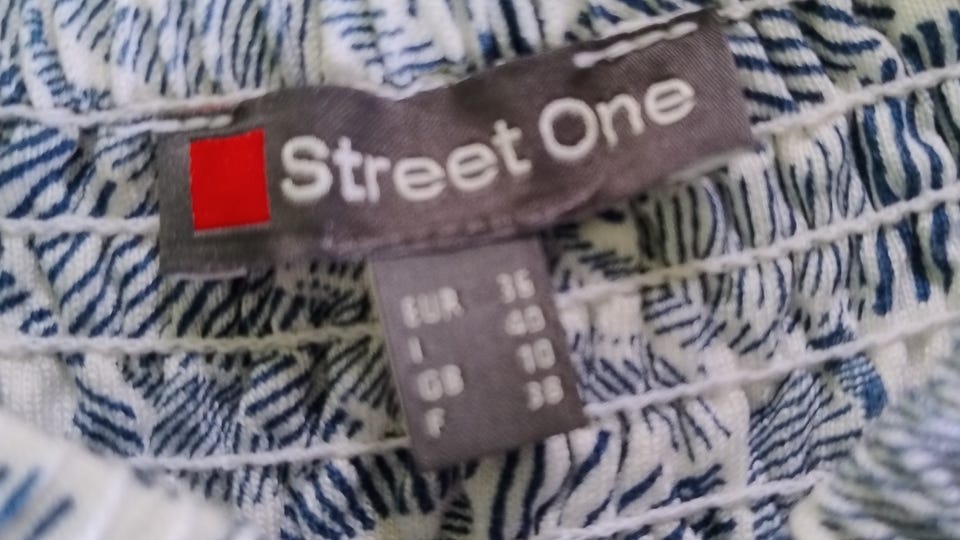 Street One
EUR 36
I 40
GB 10
F 38